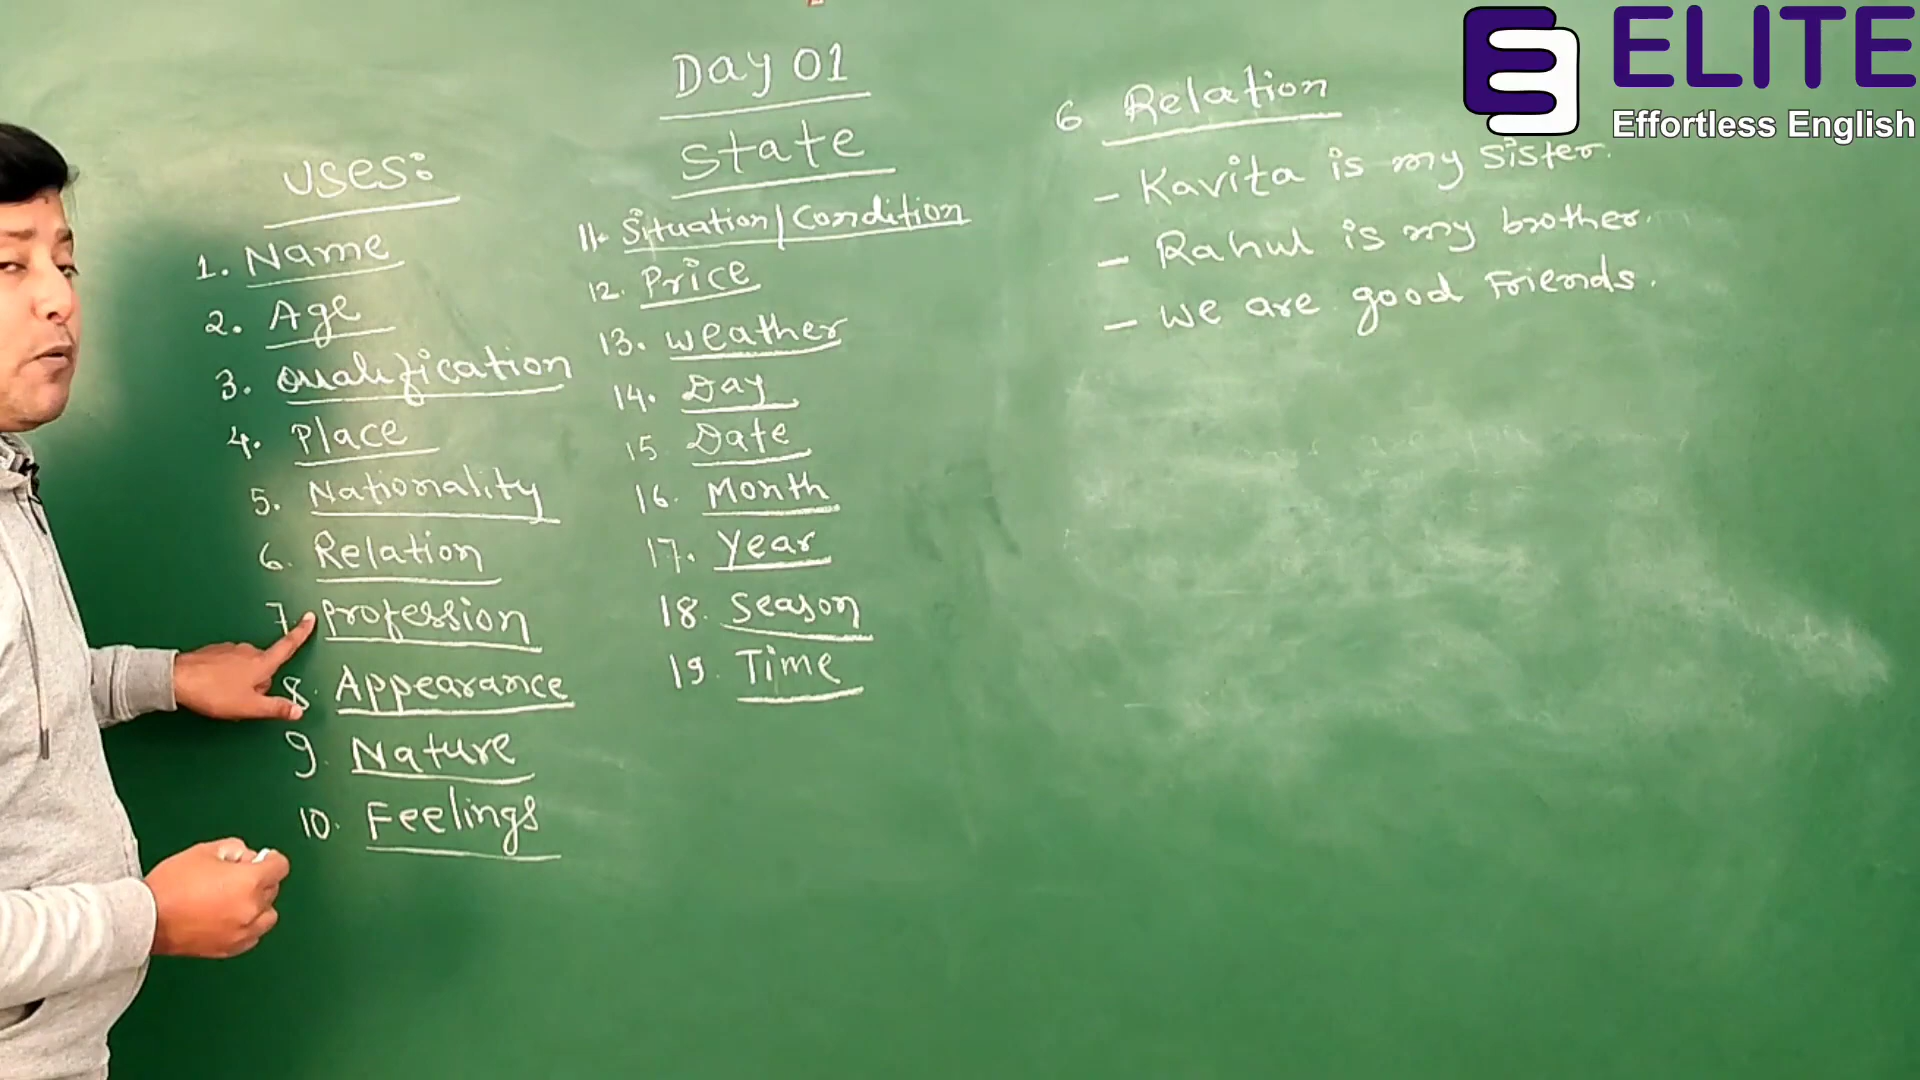 Day 01
State
Uses:
1. Name
2. Age
3. Qualification
4. Place
5. Nationality
6. Relation
7. Profession
8. Appearance
9. Nature
10. Feelings
11. Situation/Condition
12. Price
13. Weather
14. Day
15 Date
16. Month
17. Year
18. Season
19. Time
6 Relation
- Kavita is my sister.
- Rahul is my brother.
- We are good Friends.
ELITE
Effortless English